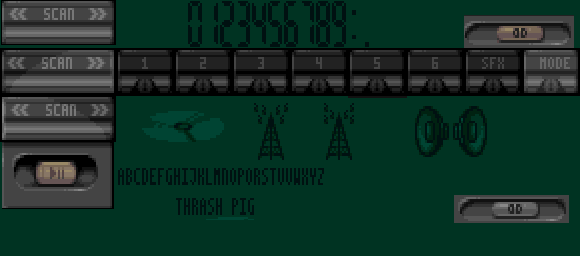 « SCAN »
0123456789:.
« SCAN »
1 2 3 4 5 6 SFX MODE
« SCAN »
ABCDEFGHIJKLMNOPQRSTUVWXYZ
THRASH PIG